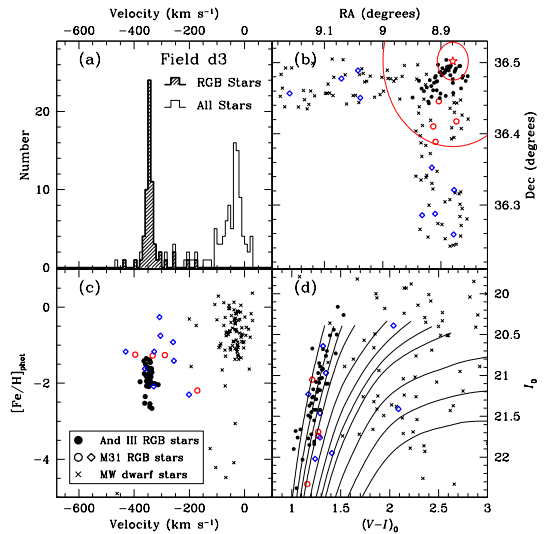 Velocity (km s⁻¹)
RA (degrees)
−600 −400 −200 0
9.1 9 8.9
(a) Field d3
RGB Stars
All Stars
Number
0 10 20
(b)
Dec (degrees)
36.5
36.4
36.3
(c)
[Fe/H]phot
0
−2
−4
And III RGB stars
M31 RGB stars
MW dwarf stars
(d)
I₀
20
20.5
21
21.5
22
−600 −400 −200 0
Velocity (km s⁻¹)
1 1.5 2 2.5 3
(V−I)₀